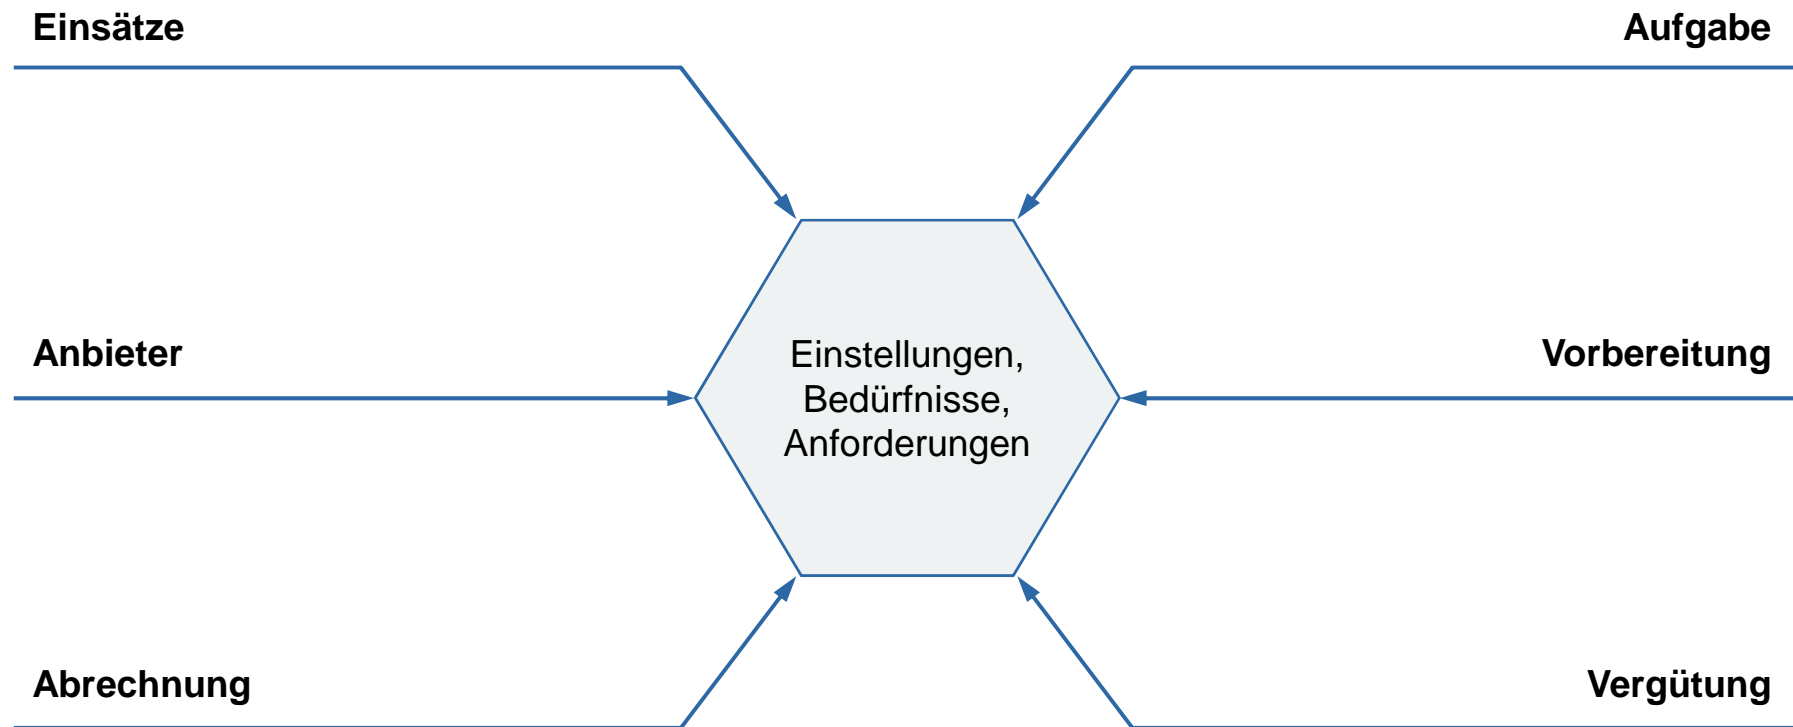 Einsätze
Aufgabe
Anbieter
Vorbereitung
Einstellungen,
Bedürfnisse,
Anforderungen
Abrechnung
Vergütung